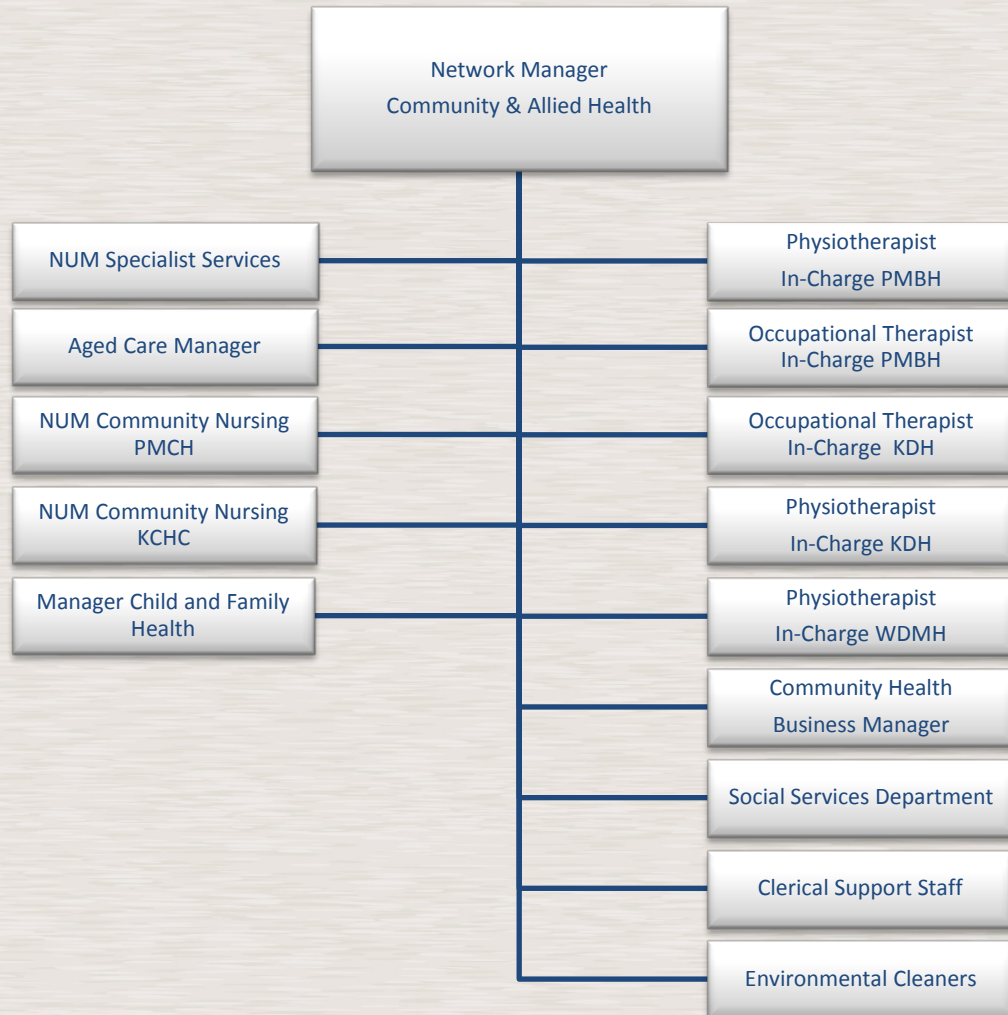 Network Manager
Community & Allied Health
NUM Specialist Services
Aged Care Manager
NUM Community Nursing
PMCH
NUM Community Nursing
KCHC
Manager Child and Family
Health
Physiotherapist
In-Charge PMBH
Occupational Therapist
In-Charge PMBH
Occupational Therapist
In-Charge KDH
Physiotherapist
In-Charge KDH
Physiotherapist
In-Charge WDMH
Community Health
Business Manager
Social Services Department
Clerical Support Staff
Environmental Cleaners